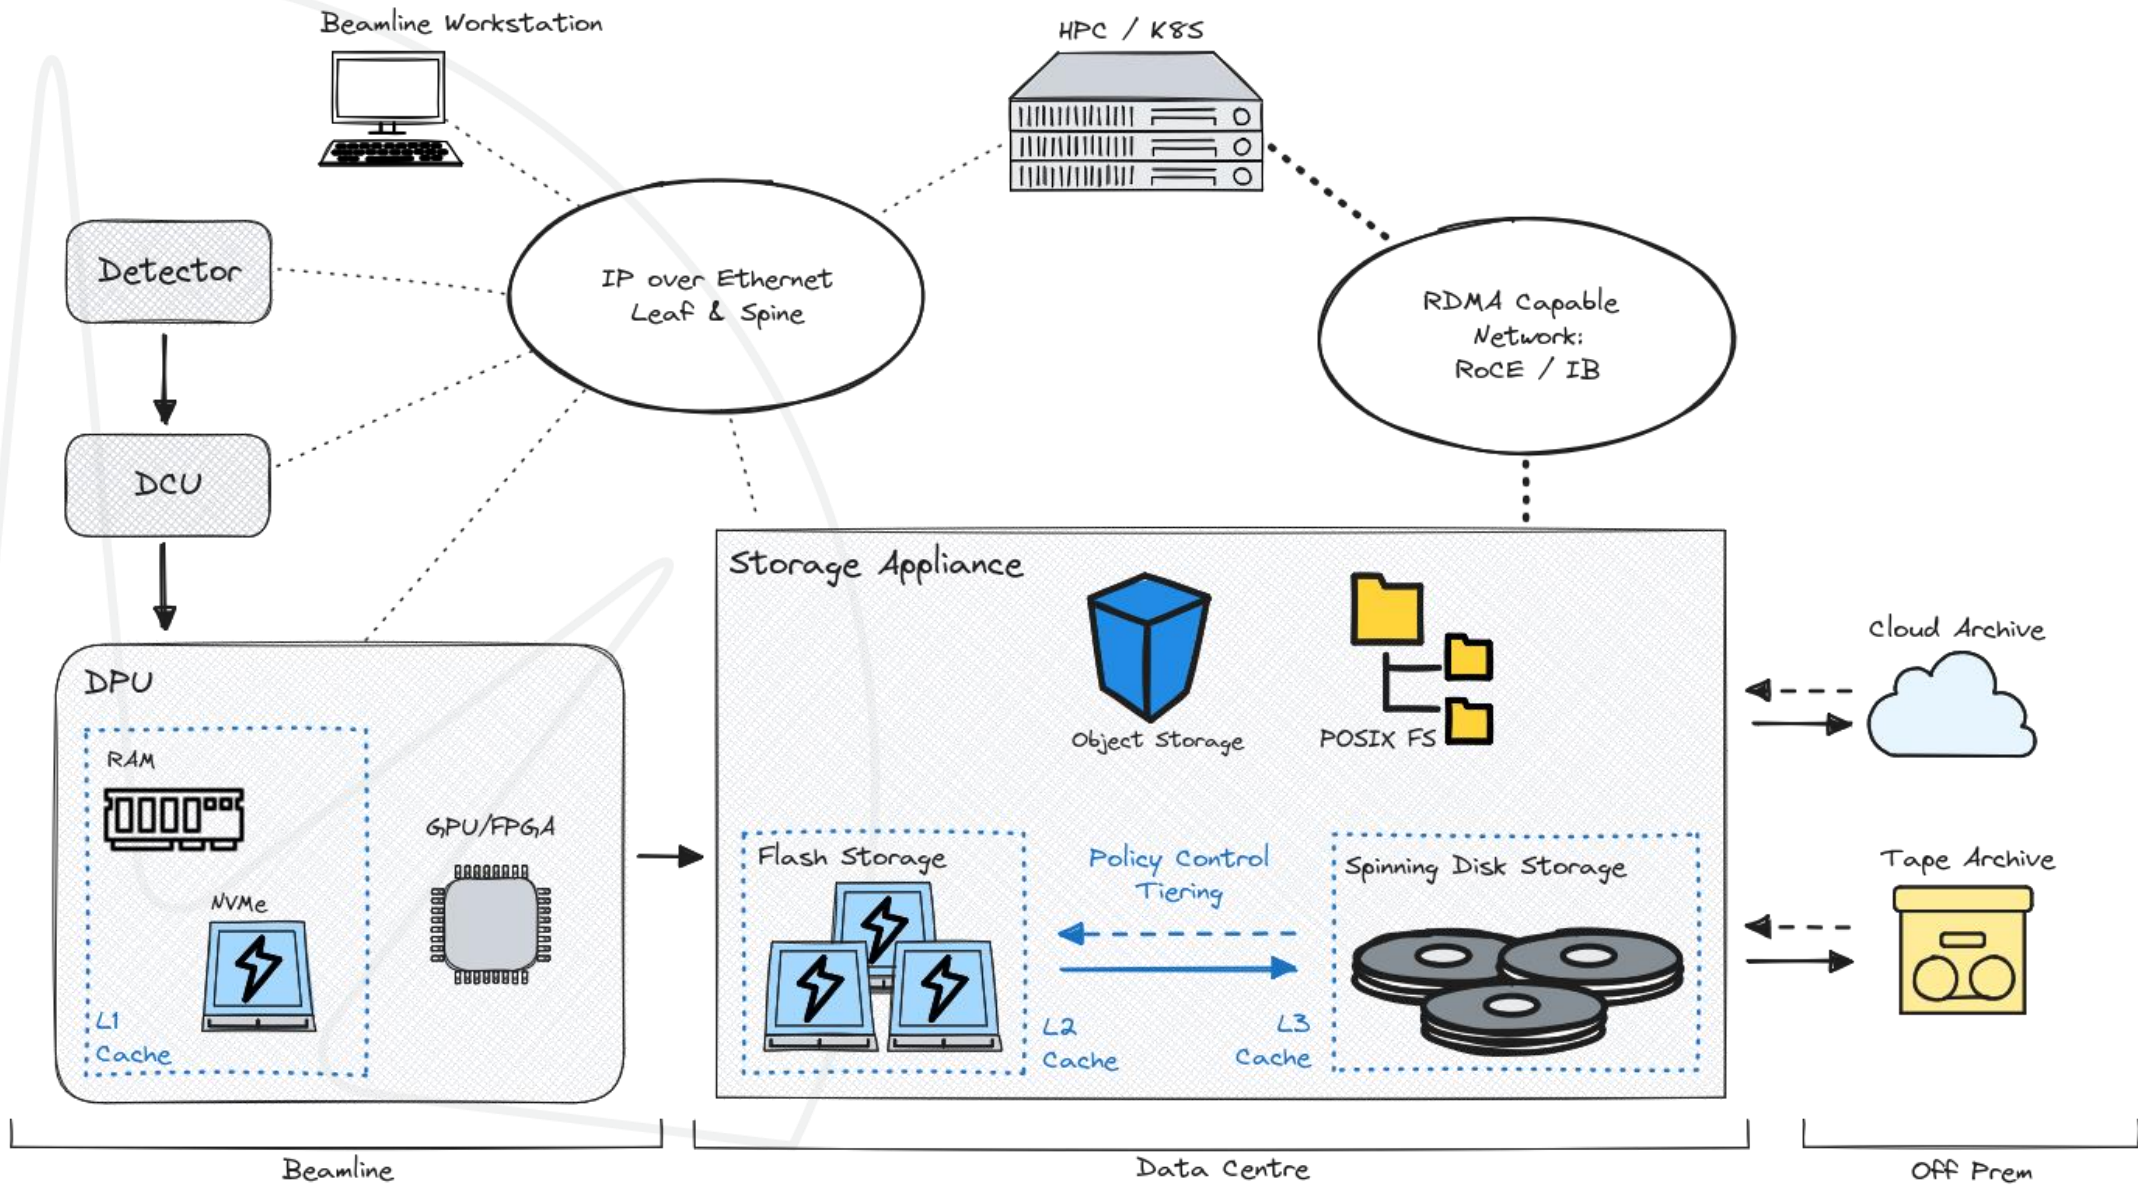 Beamline Workstation
HPC / K8S
Detector
IP over Ethernet
Leaf & Spine
RDMA Capable
Network:
RoCE / IB
DCU
Storage Appliance
Object Storage
POSIX FS
Cloud Archive
DPU
RAM
NVMe
GPU/FPGA
L1
Cache
Flash Storage
Policy Control
Tiering
Spinning Disk Storage
L2
Cache
L3
Cache
Tape Archive
Beamline
Data Centre
Off Prem